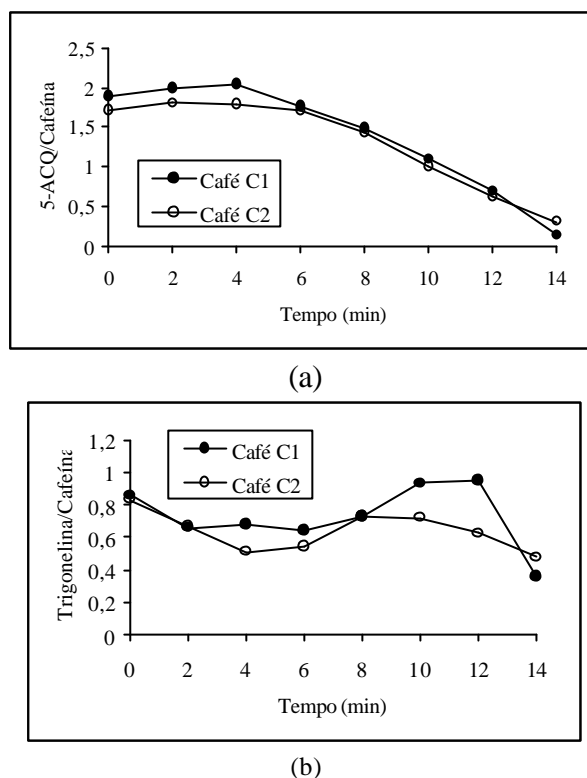 2,5
2
1,5
1
0,5
0
5-ACQ/Cafeína
Café C1
Café C2
0 2 4 6 8 10 12 14
Tempo (min)
(a)
1,2
1
0,8
0,6
0,4
0,2
0
Trigonelina/Cafeína
Café C1
Café C2
0 2 4 6 8 10 12 14
Tempo (min)
(b)